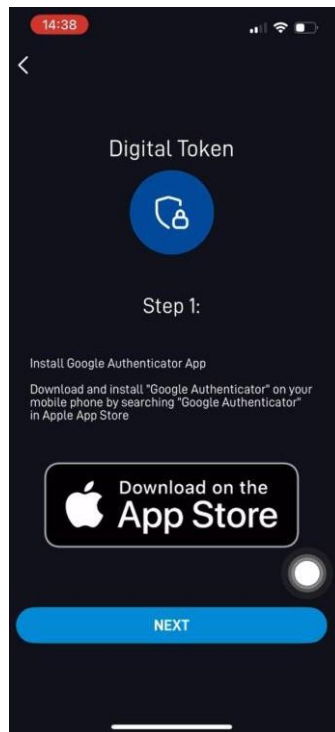 14:38
Digital Token
Step 1:
Install Google Authenticator App
Download and install "Google Authenticator" on your
mobile phone by searching "Google Authenticator"
in Apple App Store
Download on the
App Store
NEXT